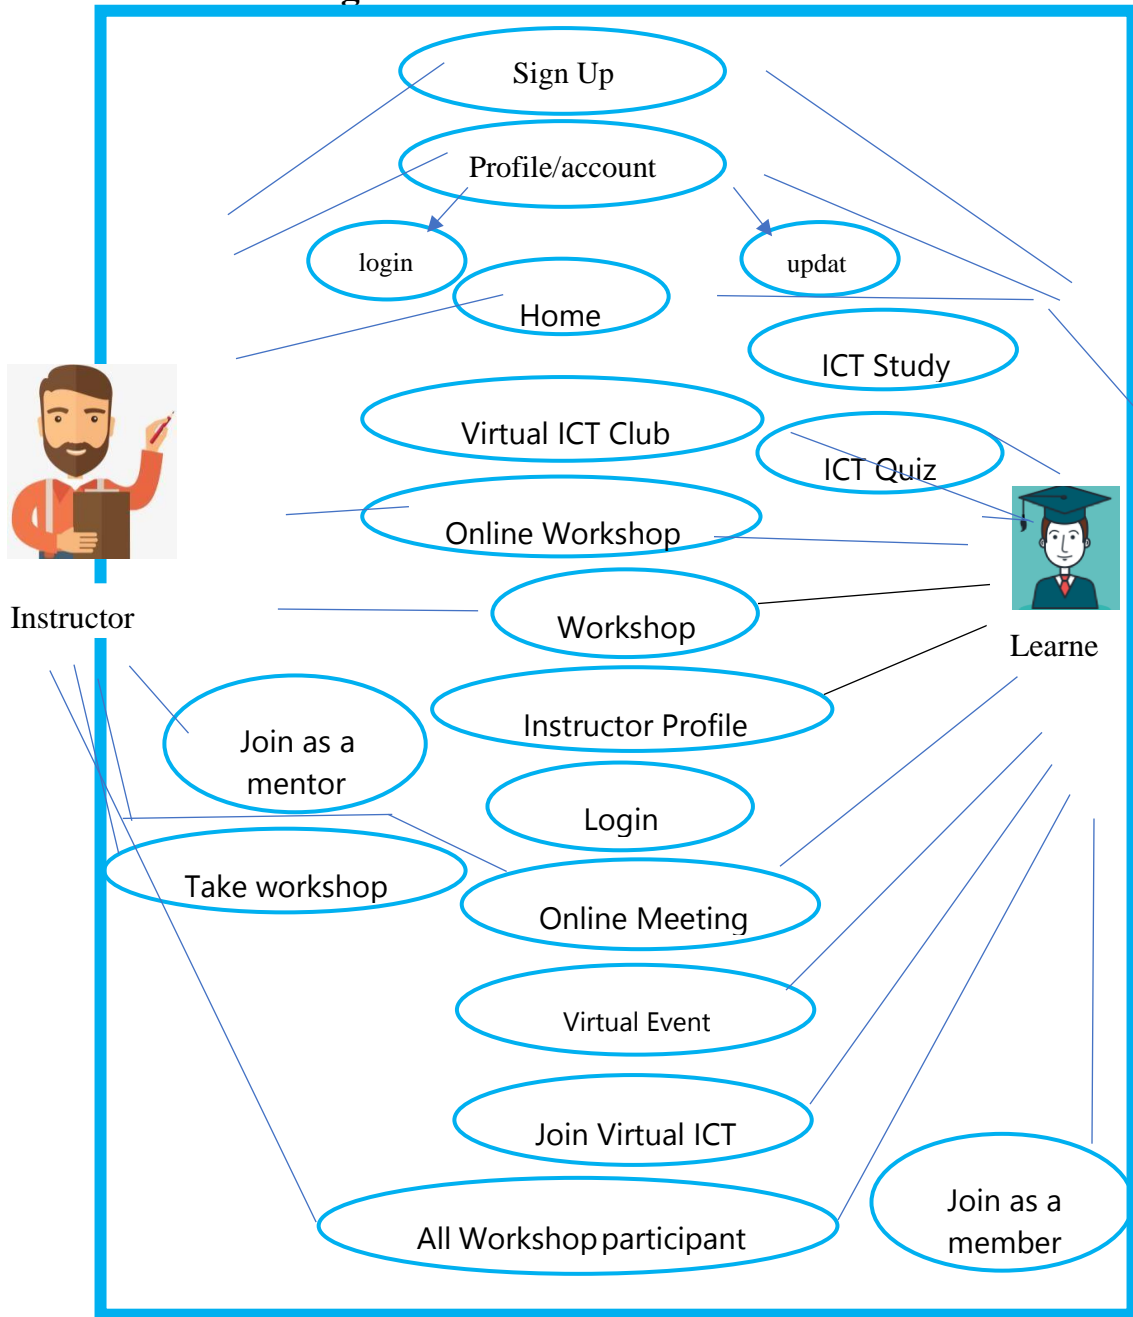 Sign Up
Profile/account
login
updat
Home
ICT Study
Virtual ICT Club
ICT Quiz
Online Workshop
Instructor
Workshop
Learne
Instructor Profile
Join as a
mentor
Login
Take workshop
Online Meeting
Virtual Event
Join Virtual ICT
Join as a
member
All Workshop participant